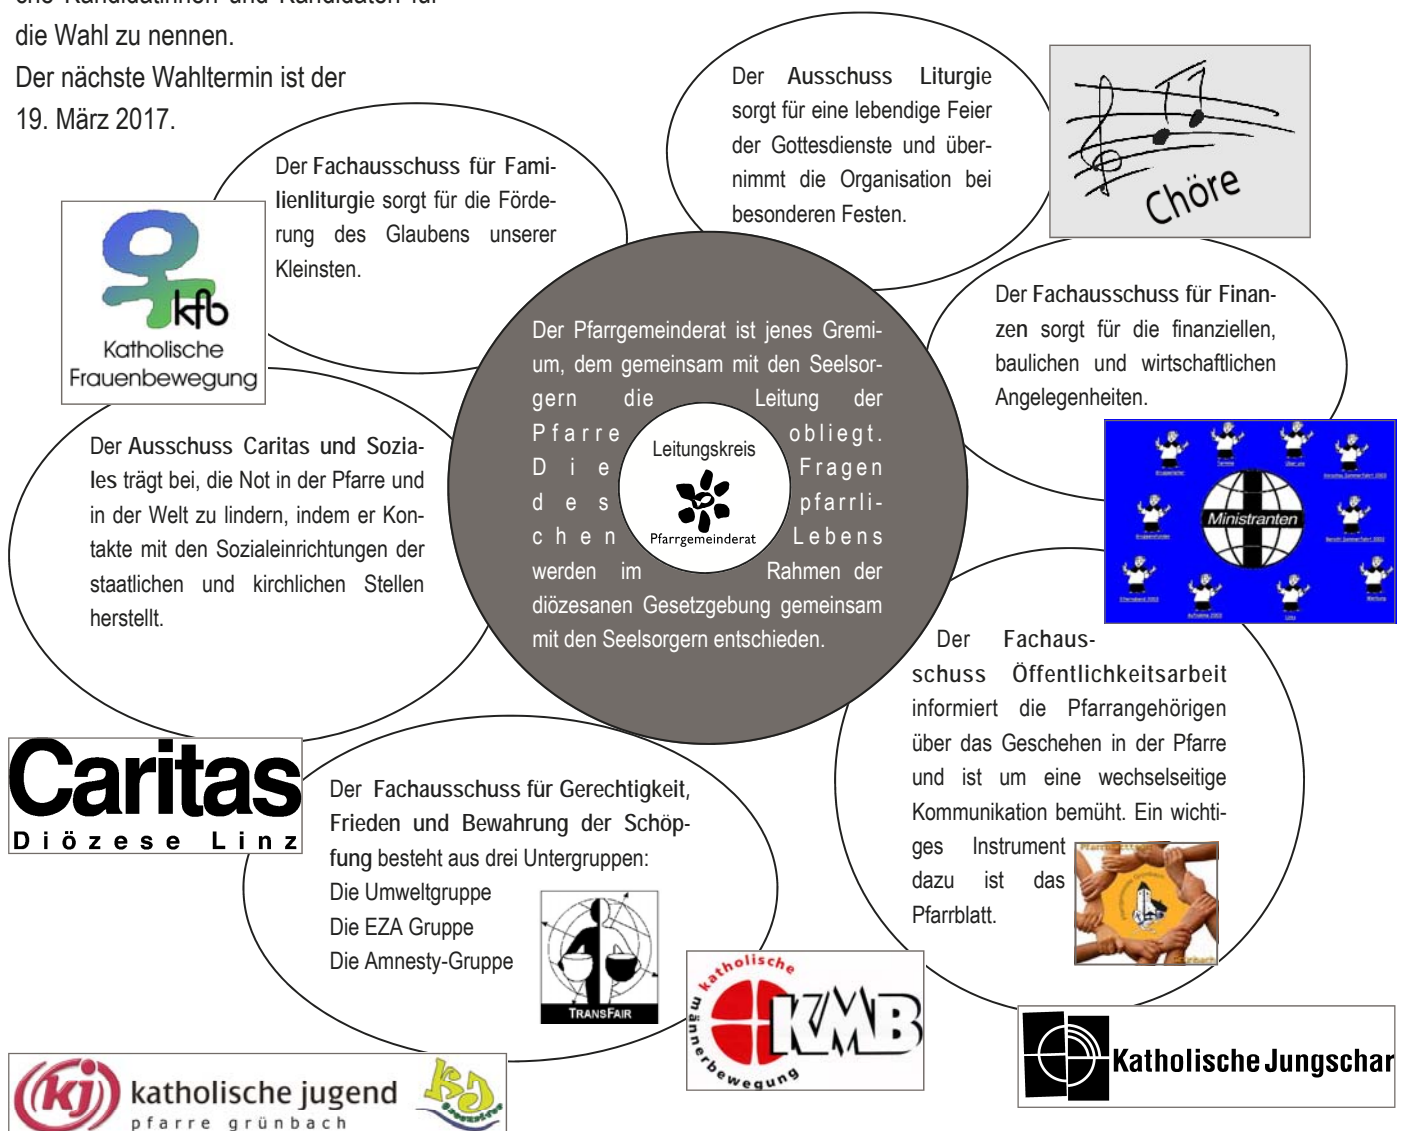 die Wahl zu nennen.
Der nächste Wahltermin ist der
19. März 2017.
Der Ausschuss Liturgie
sorgt für eine lebendige Feier
der Gottesdienste und über-
nimmt die Organisation bei
besonderen Festen.
Chöre
Der Fachausschuss für Fami-
lienliturgie sorgt für die Förde-
rung des Glaubens unserer
Kleinsten.
kfb
Katholische
Frauenbewegung
Der Fachausschuss für Finan-
zen sorgt für die finanziellen,
baulichen und wirtschaftlichen
Angelegenheiten.
Der Pfarrgemeinderat ist jenes Gremi-
um, dem gemeinsam mit den Seelsor-
gern die Leitung der
Pfarre obliegt.
Die Fragen
des pfarrli-
chen Lebens
werden im Rahmen der
diözesanen Gesetzgebung gemeinsam
mit den Seelsorgern entschieden.
Leitungskreis
Pfarrgemeinderat
Der Ausschuss Caritas und Sozia-
les trägt bei, die Not in der Pfarre und
in der Welt zu lindern, indem er Kon-
takte mit den Sozialeinrichtungen der
staatlichen und kirchlichen Stellen
herstellt.
Ministranten
Termine
Über uns
Der Fachaus-
schuss Öffentlichkeitsarbeit
informiert die Pfarrangehörigen
über das Geschehen in der Pfarre
und ist um eine wechselseitige
Kommunikation bemüht. Ein wichti-
ges Instrument
dazu ist das
Pfarrblatt.
Grünbach
Caritas
Diözese Linz
Der Fachausschuss für Gerechtigkeit,
Frieden und Bewahrung der Schöp-
fung besteht aus drei Untergruppen:
Die Umweltgruppe
Die EZA Gruppe
Die Amnesty-Gruppe
TRANSFAIR
katholische
männerbewegung
KMB
Katholische Jungschar
kj
katholische jugend
pfarre grünbach
KJ